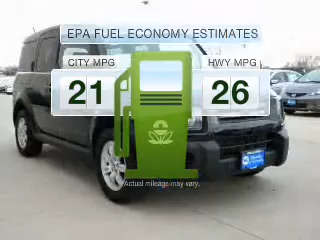 EPA FUEL ECONOMY ESTIMATES
CITY MPG
HWY MPG
21
26
Actual mileage may vary.